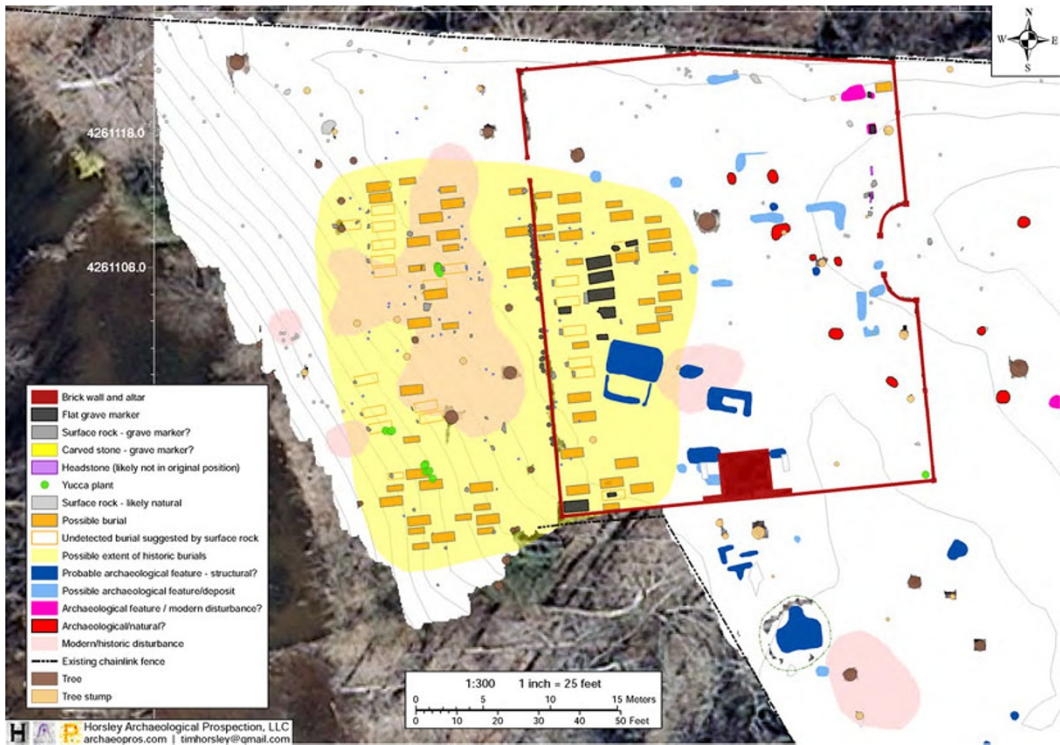 N
W E
S
4261118.0
4261108.0
Brick wall and altar
Flat grave marker
Surface rock - grave marker?
Carved stone - grave marker?
Headstone (likely not in original position)
Yucca plant
Surface rock - likely natural
Possible burial
Undetected burial suggested by surface rock
Possible extent of historic burials
Probable archaeological feature - structural?
Possible archaeological feature/deposit
Archaeological feature / modern disturbance?
Archaeological/natural?
Modern/historic disturbance
Existing chainlink fence
Tree
Tree stump
1:300 1 inch = 25 feet
0 5 10 15 Meters
0 10 20 30 40 50 Feet
H A P Horsley Archaeological Prospection, LLC
archaeopros.com | timhorsley@gmail.com